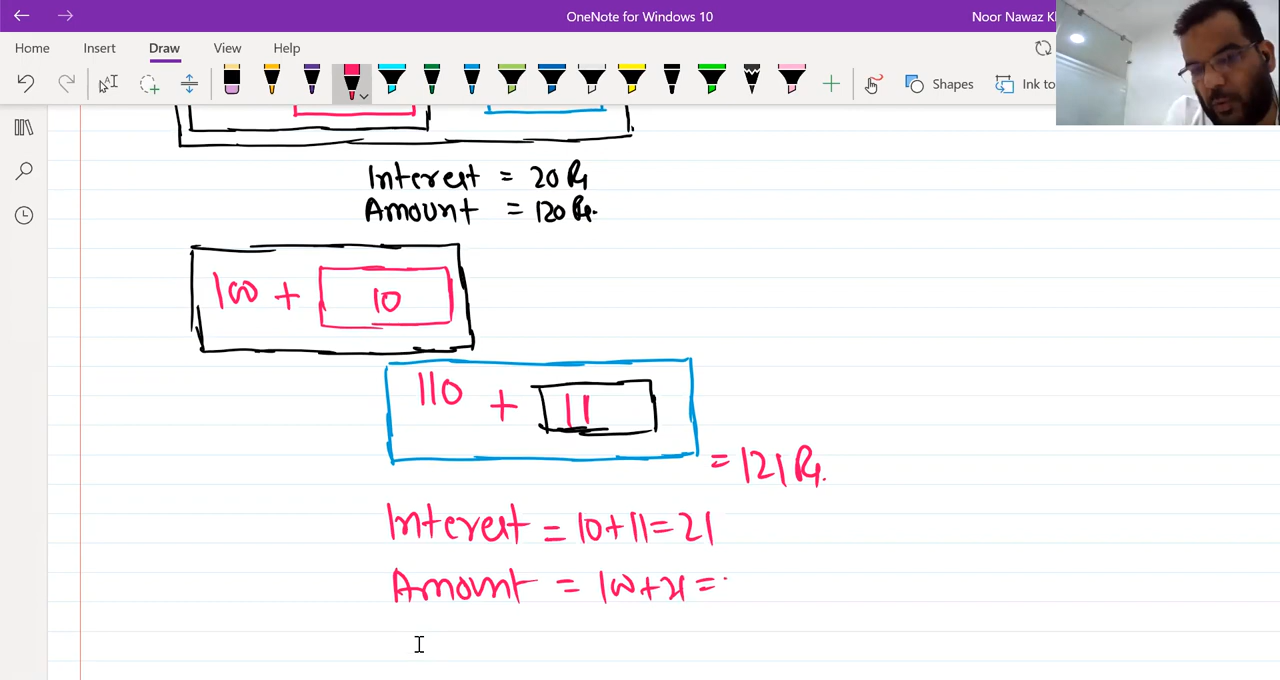 OneNote for Windows 10
Noor Nawaz Kh
Home Insert Draw View Help
Shapes
Ink to
Interest = 20 Rs
Amount = 120 Rs.
100 + 10
110 + 11
= 121 Rs.
Interest = 10+11=21
Amount = 100+21=